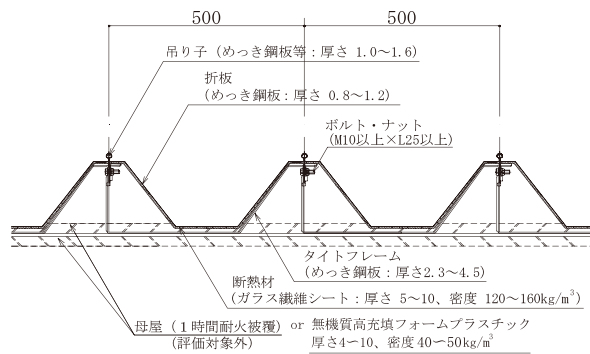 500 500
吊り子（めっき鋼板等：厚さ 1.0〜1.6）
折板
（めっき鋼板：厚さ 0.8〜1.2）
ボルト・ナット
（M10以上×L25以上）
タイトフレーム
（めっき鋼板：厚さ2.3〜4.5）
断熱材
（ガラス繊維シート：厚さ 5〜10、密度 120〜160kg/m³）
母屋（1時間耐火被覆） or 無機質高充填フォームプラスチック
（評価対象外） 厚さ4〜10、密度40〜50kg/m³